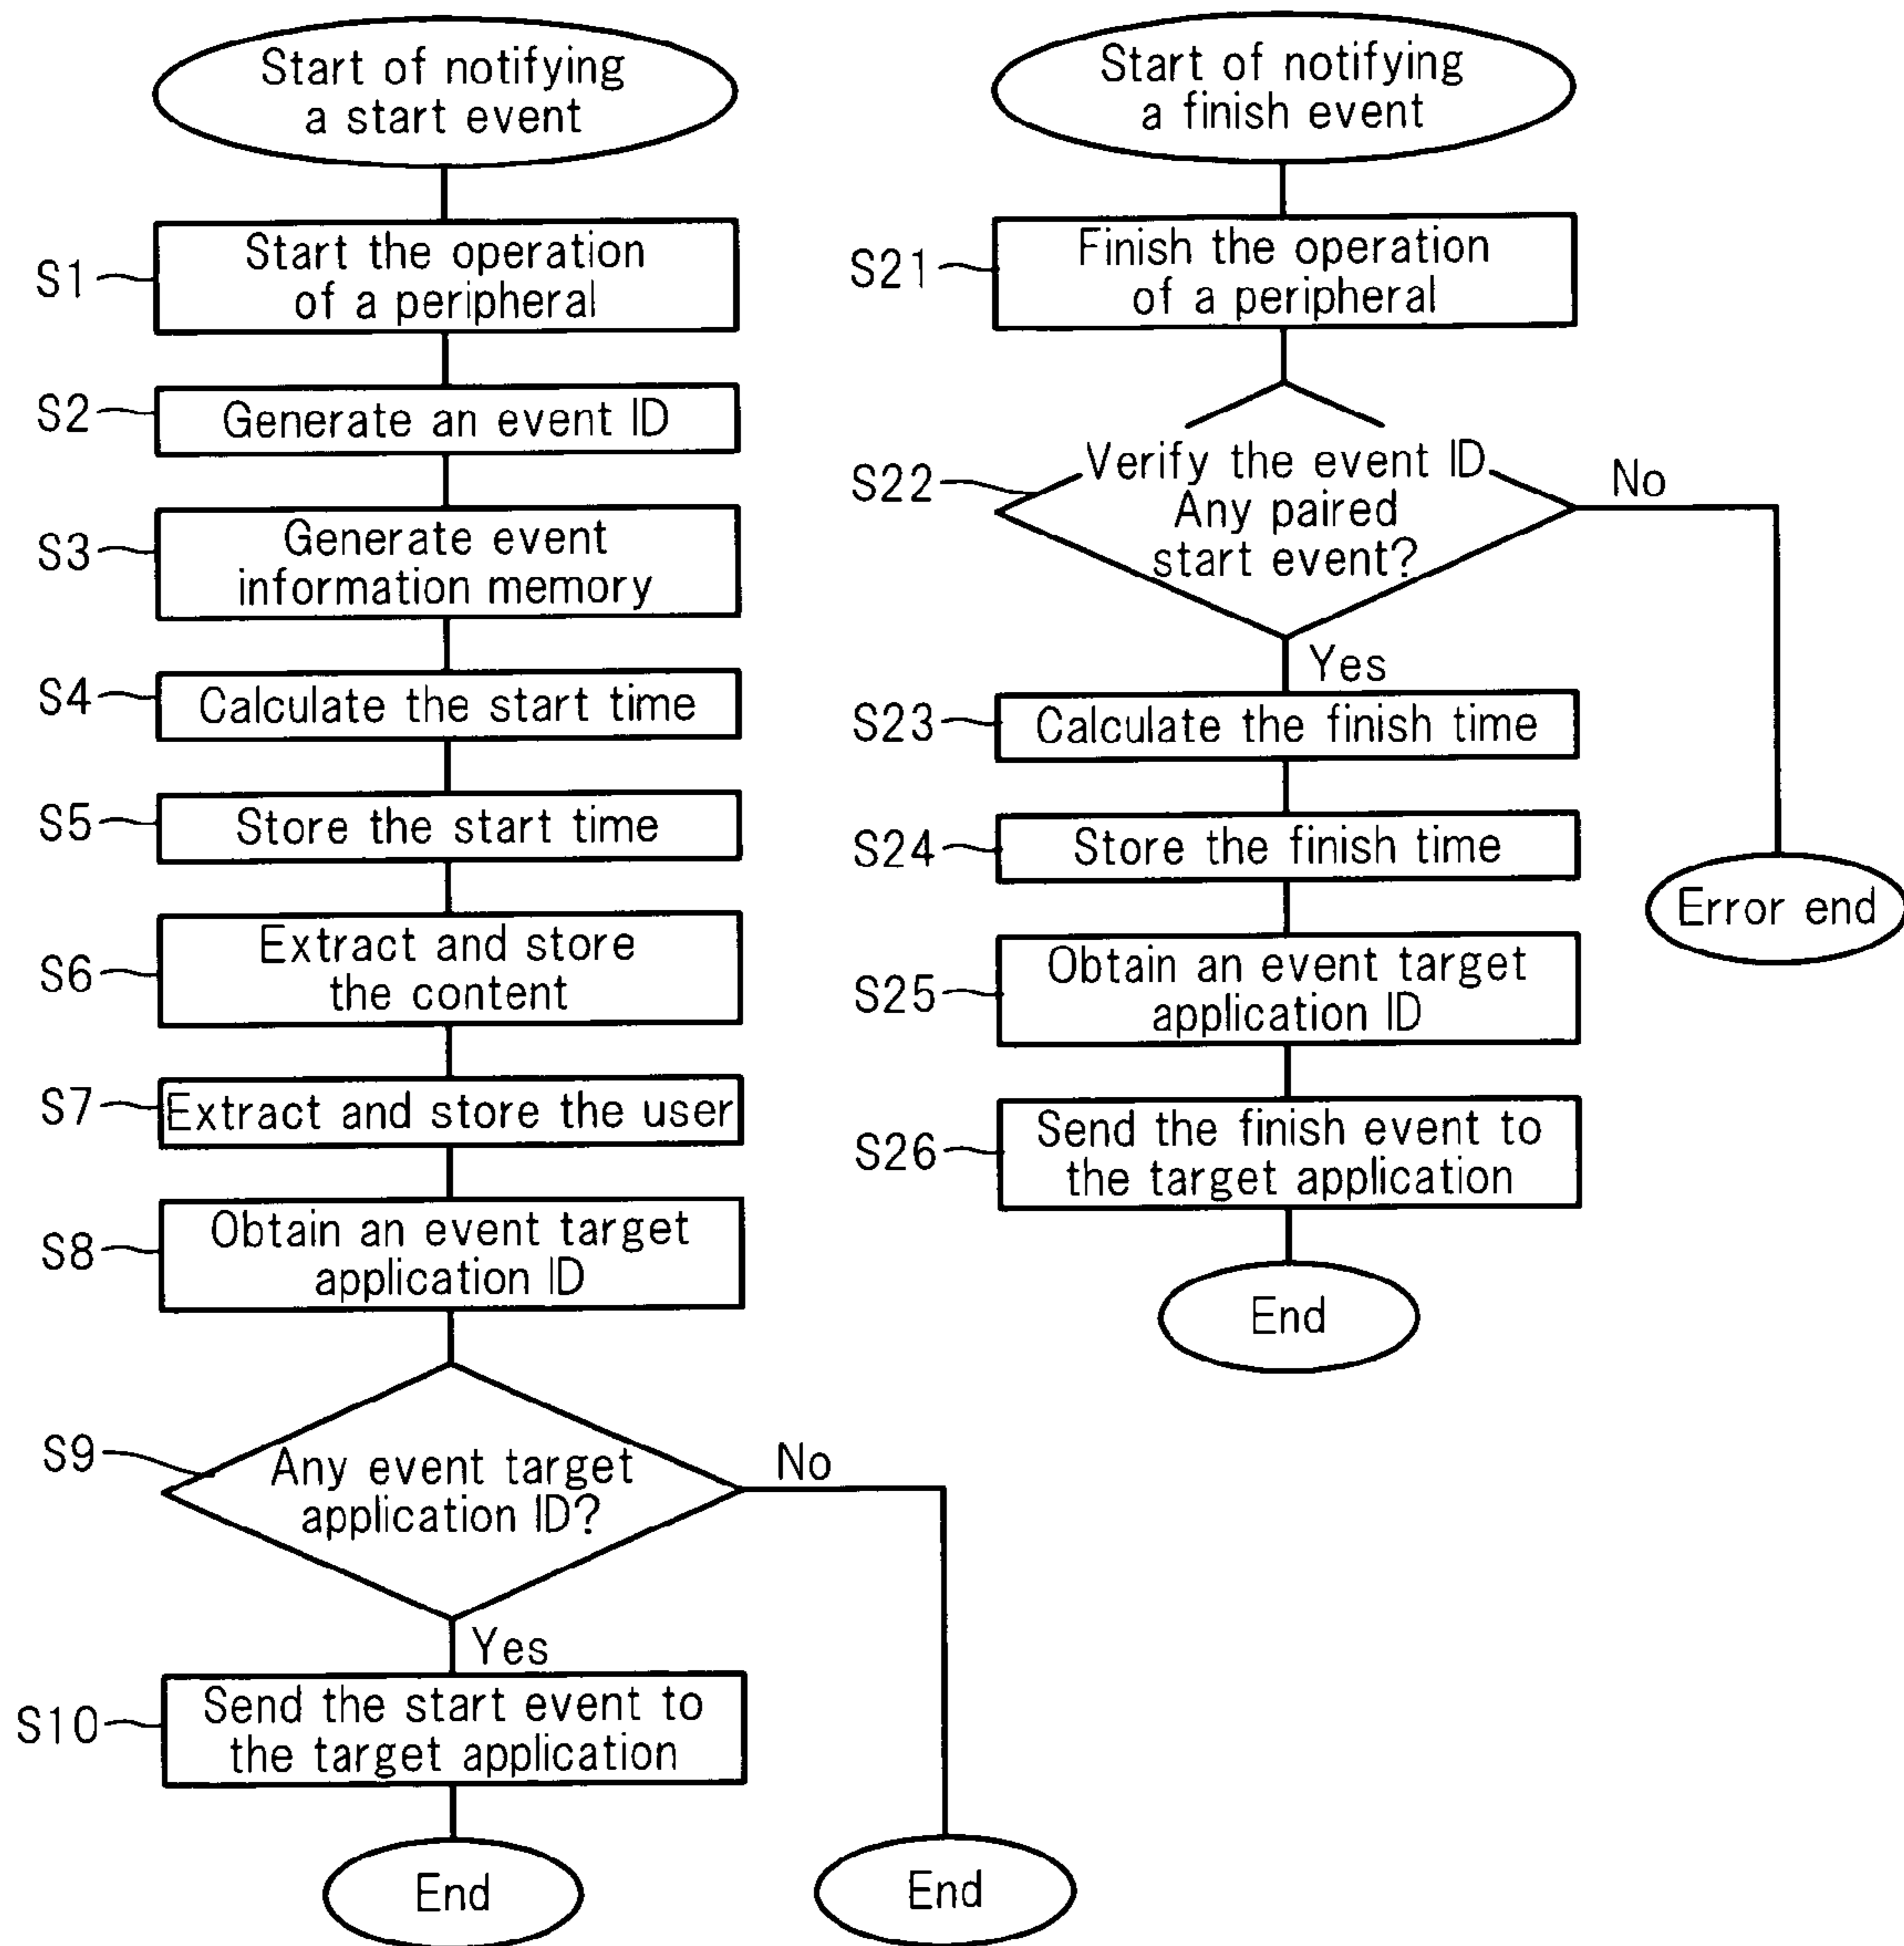 Start of notifying
a start event
S1
Start the operation
of a peripheral
S2
Generate an event ID
S3
Generate event
information memory
S4
Calculate the start time
S5
Store the start time
S6
Extract and store
the content
S7
Extract and store the user
S8
Obtain an event target
application ID
S9
Any event target
application ID?
No
Yes
S10
Send the start event to
the target application
End
End
Start of notifying
a finish event
S21
Finish the operation
of a peripheral
S22
Verify the event ID
Any paired
start event?
No
Yes
S23
Calculate the finish time
S24
Store the finish time
Error end
S25
Obtain an event target
application ID
S26
Send the finish event to
the target application
End